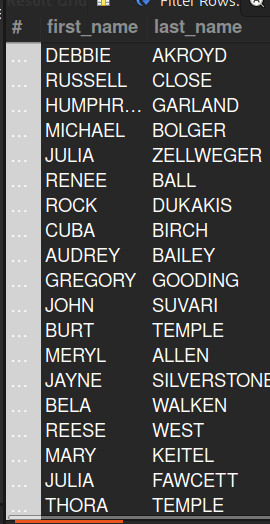 Result Grid Filter Rows:
# first_name last_name
... DEBBIE AKROYD
... RUSSELL CLOSE
... HUMPHR... GARLAND
... MICHAEL BOLGER
... JULIA ZELLWEGER
... RENEE BALL
... ROCK DUKAKIS
... CUBA BIRCH
... AUDREY BAILEY
... GREGORY GOODING
... JOHN SUVARI
... BURT TEMPLE
... MERYL ALLEN
... JAYNE SILVERSTONE
... BELA WALKEN
... REESE WEST
... MARY KEITEL
... JULIA FAWCETT
... THORA TEMPLE